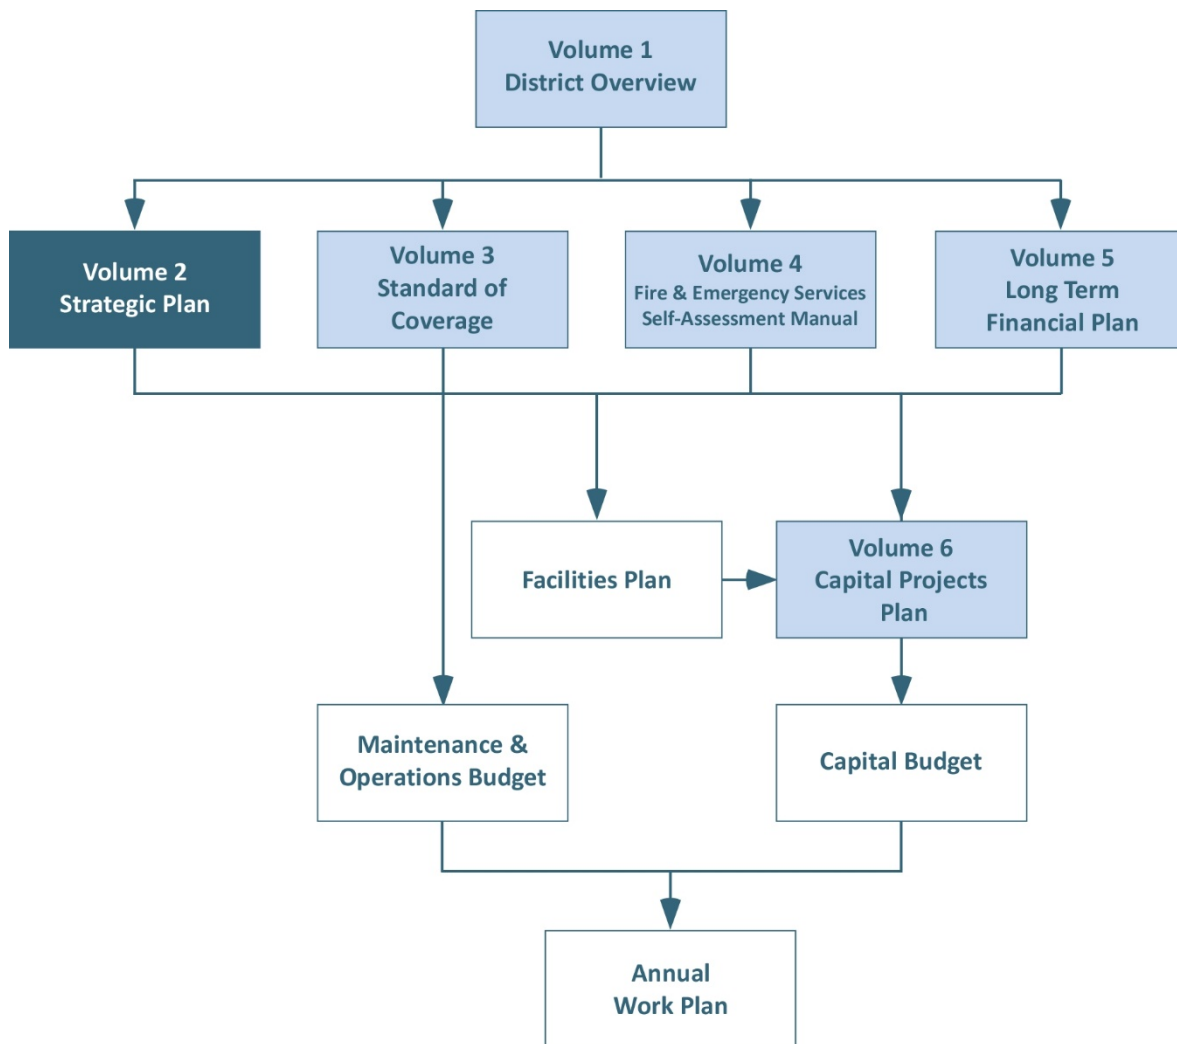 Volume 1
District Overview
Volume 2
Strategic Plan
Volume 3
Standard of
Coverage
Volume 4
Fire & Emergency Services
Self-Assessment Manual
Volume 5
Long Term
Financial Plan
Facilities Plan
Volume 6
Capital Projects
Plan
Maintenance &
Operations Budget
Capital Budget
Annual
Work Plan